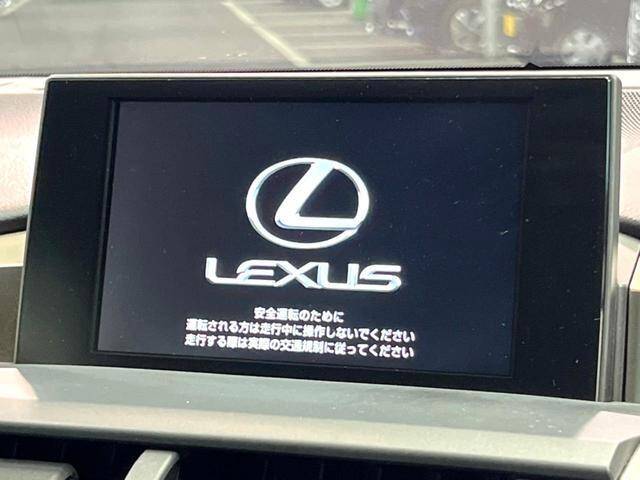 LEXUS
安全運転のために
運転される方は走行中に操作しないでください
走行する際は実際の交通規制に従ってください